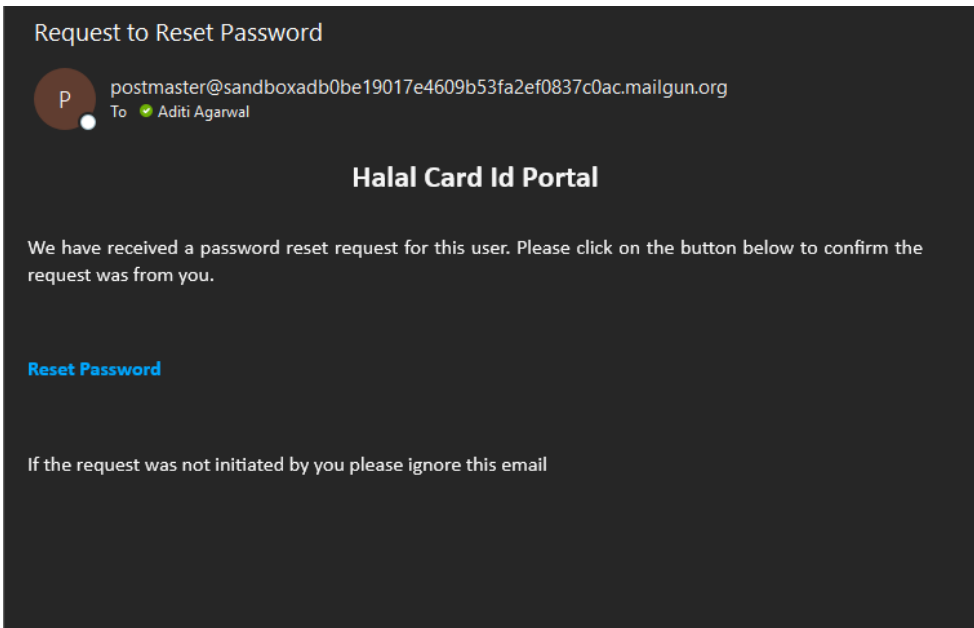 Request to Reset Password
P
postmaster@sandboxadb0be19017e4609b53fa2ef0837c0ac.mailgun.org
To Aditi Agarwal
Halal Card Id Portal
We have received a password reset request for this user. Please click on the button below to confirm the
request was from you.
Reset Password
If the request was not initiated by you please ignore this email